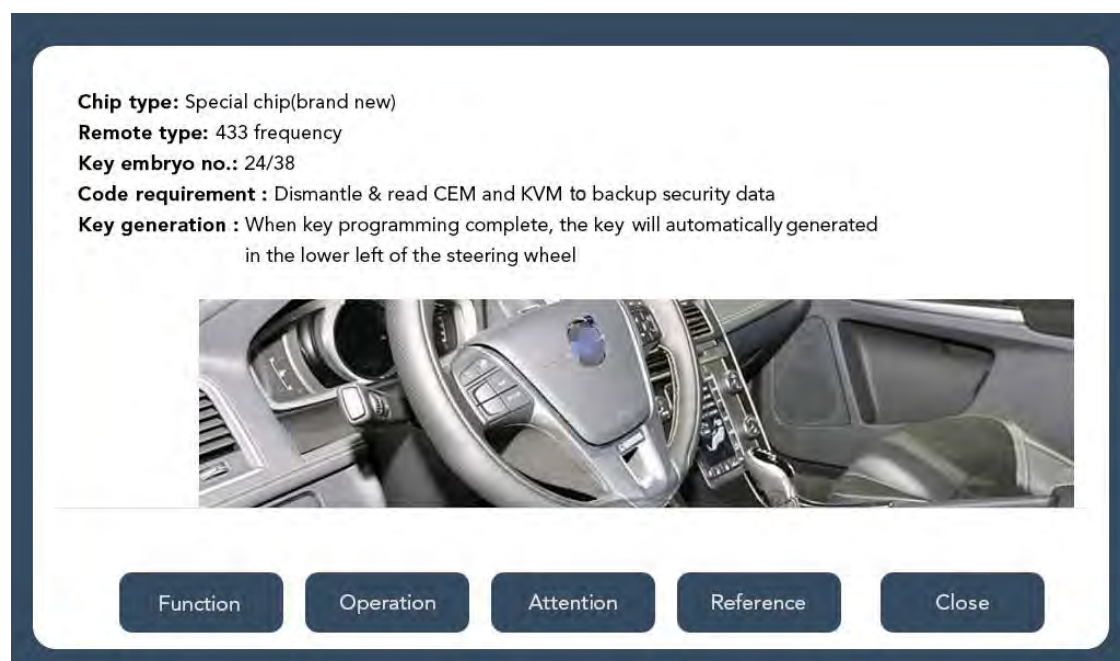 Chip type: Special chip(brand new)
Remote type: 433 frequency
Key embryo no.: 24/38
Code requirement : Dismantle & read CEM and KVM to backup security data
Key generation : When key programming complete, the key will automatically generated
in the lower left of the steering wheel
Function
Operation
Attention
Reference
Close